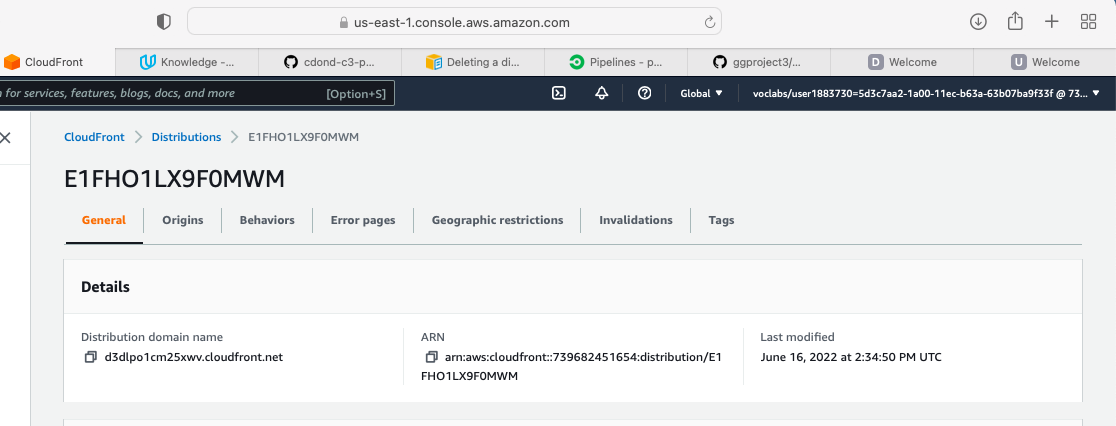 us-east-1.console.aws.amazon.com
CloudFront
Knowledge -...
cdond-c3-p...
Deleting a di...
Pipelines - p...
ggproject3/...
D Welcome
U Welcome
for services, features, blogs, docs, and more
[Option+S]
Global
voclabs/user1883730=5d3c7aa2-1a00-11ec-b63a-63b07ba9f33f @ 73...
CloudFront > Distributions > E1FHO1LX9F0MWM
E1FHO1LX9F0MWM
General
Origins
Behaviors
Error pages
Geographic restrictions
Invalidations
Tags
Details
Distribution domain name
d3dlpo1cm25xwv.cloudfront.net
ARN
arn:aws:cloudfront::739682451654:distribution/E1
FHO1LX9F0MWM
Last modified
June 16, 2022 at 2:34:50 PM UTC